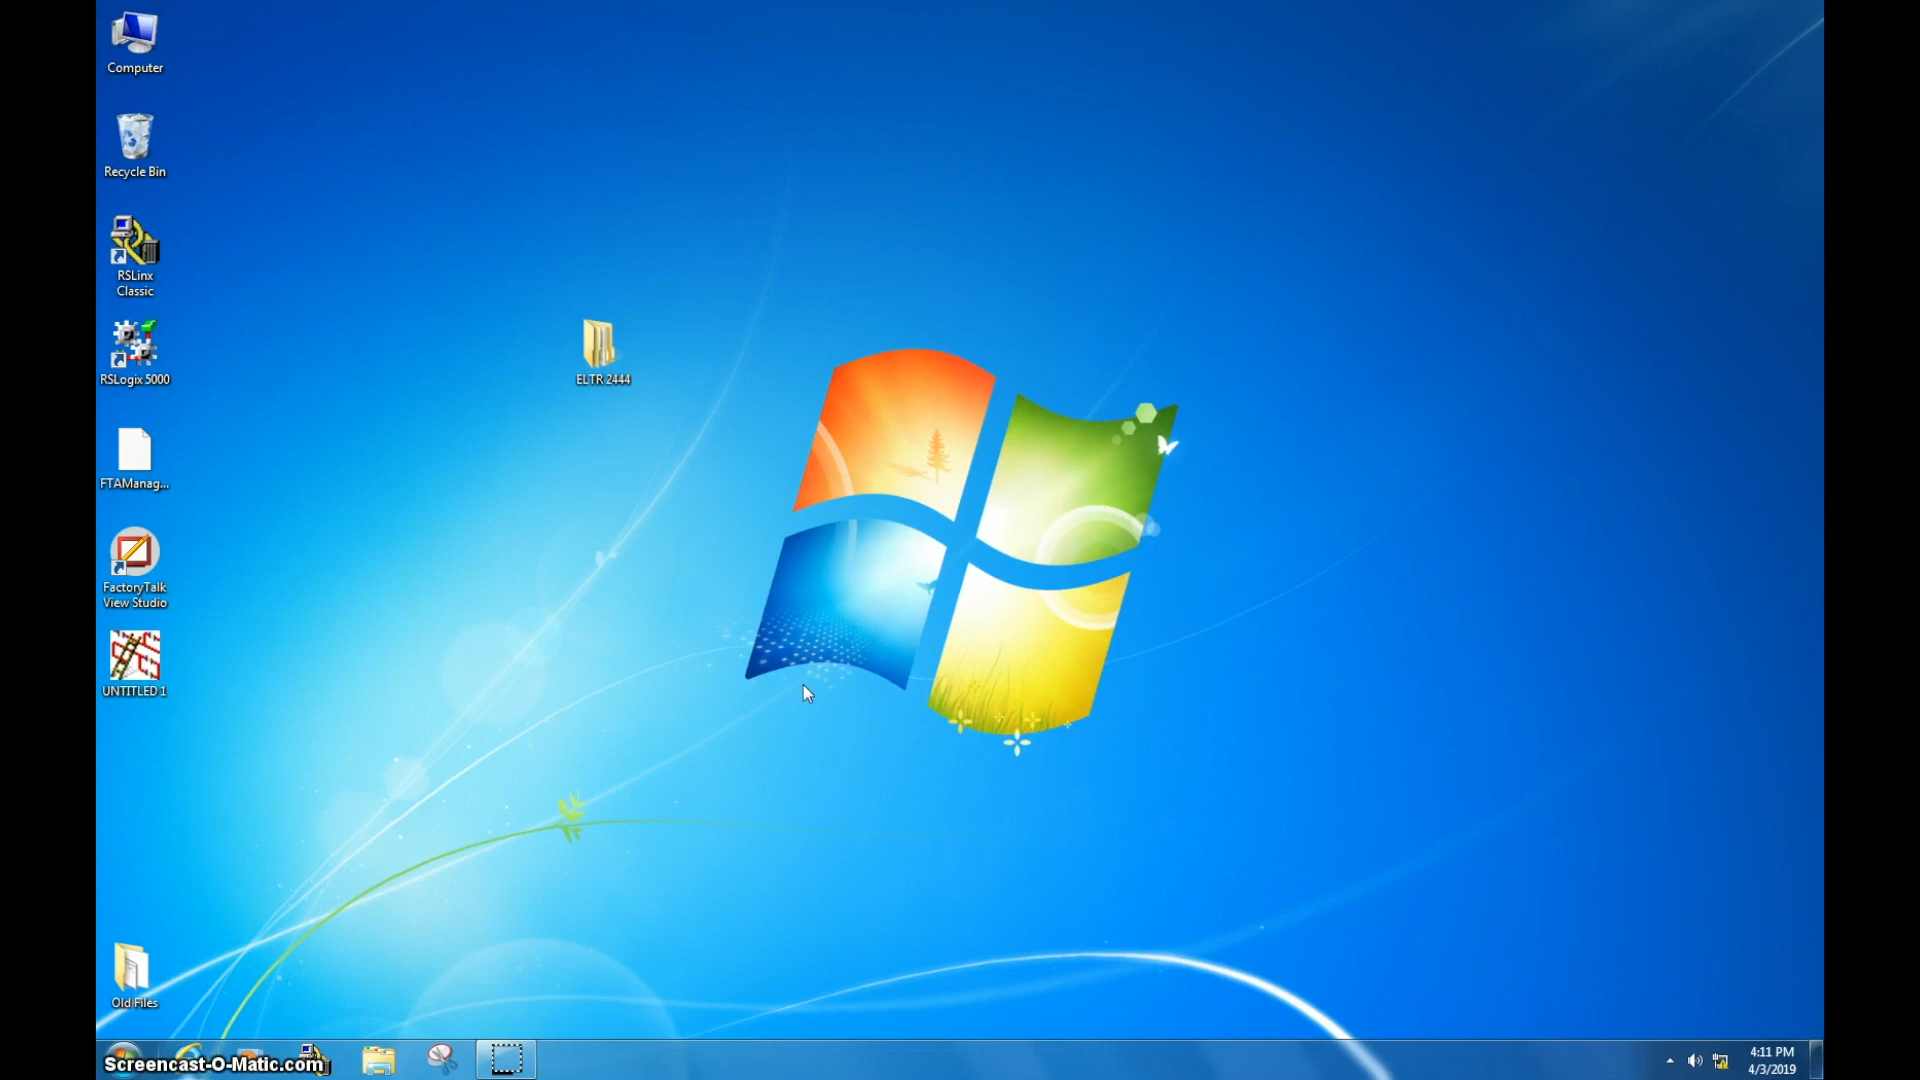 Computer
Recycle Bin
RSLinx
Classic
RSLogix 5000
FTAManag...
FactoryTalk
View Studio
UNTITLED 1
ELTR 2444
Old Files
Screencast-O-Matic.com
4:11 PM
4/3/2019